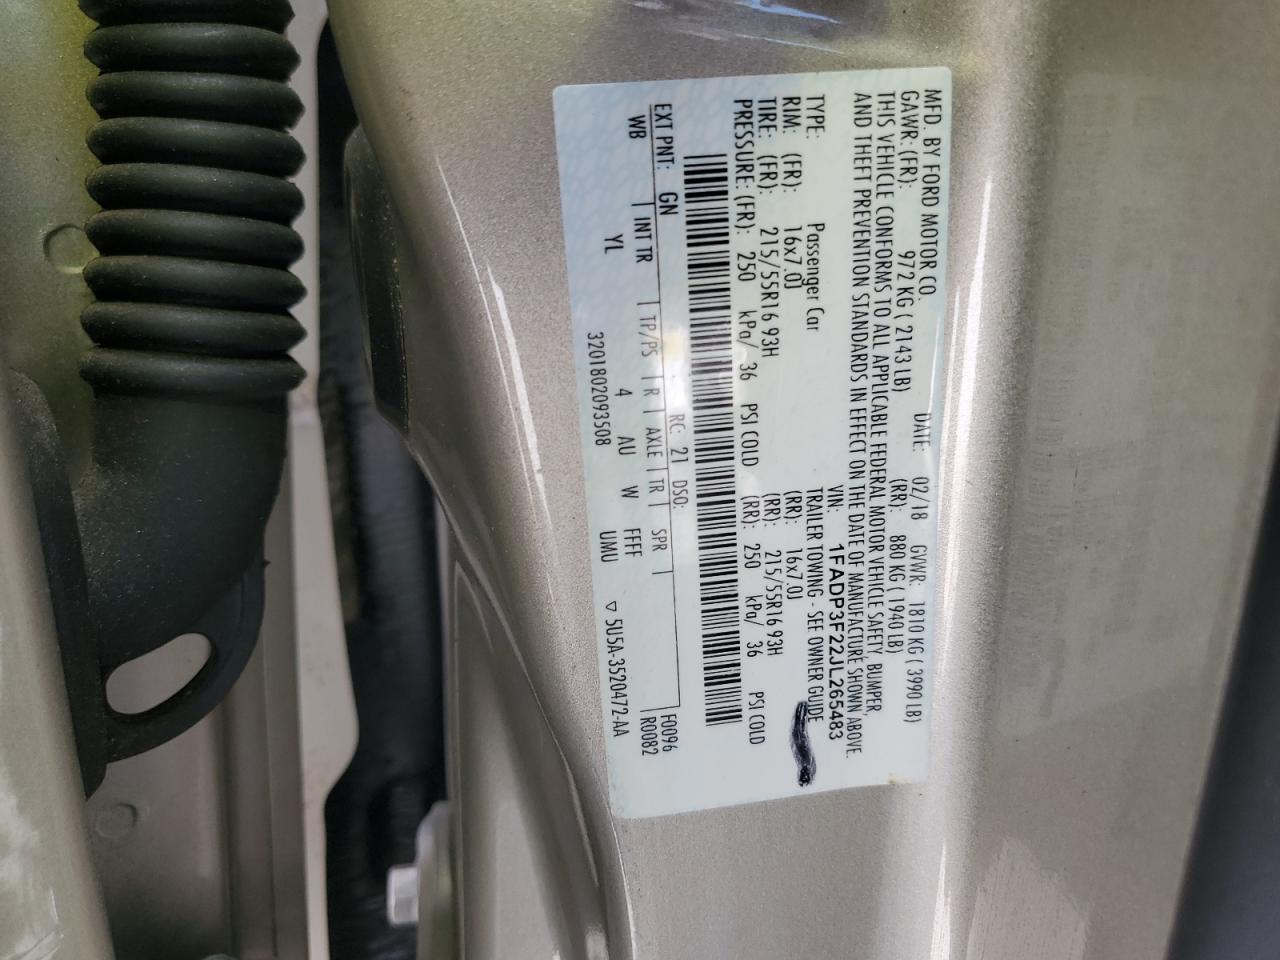 MFD. BY FORD MOTOR CO. DATE: 02/18 GVWR: 1810 KG ( 3990 LB)
GAWR: (FR): 972 KG ( 2143 LB) (RR): 880 KG ( 1940 LB)
THIS VEHICLE CONFORMS TO ALL APPLICABLE FEDERAL MOTOR VEHICLE SAFETY, BUMPER,
AND THEFT PREVENTION STANDARDS IN EFFECT ON THE DATE OF MANUFACTURE SHOWN ABOVE.
VIN: 1FADP3F22JL265483
TYPE: Passenger Car TRAILER TOWING - SEE OWNER GUIDE
RIM: (FR): 16x7.0J (RR): 16x7.0J
TIRE: (FR): 215/55R16 93H (RR): 215/55R16 93H
PRESSURE: (FR): 250 kPa/ 36 PSI COLD (RR): 250 kPa/ 36 PSI COLD
RC: 21 DSO: F0096
EXT PNT: GN R0082
WB | INT TR | TP/PS | R | AXLE | TR | SPR |
YL 4 AU W FFFF
3201802093508 UMU ▽ 5U5A-3520472-AA